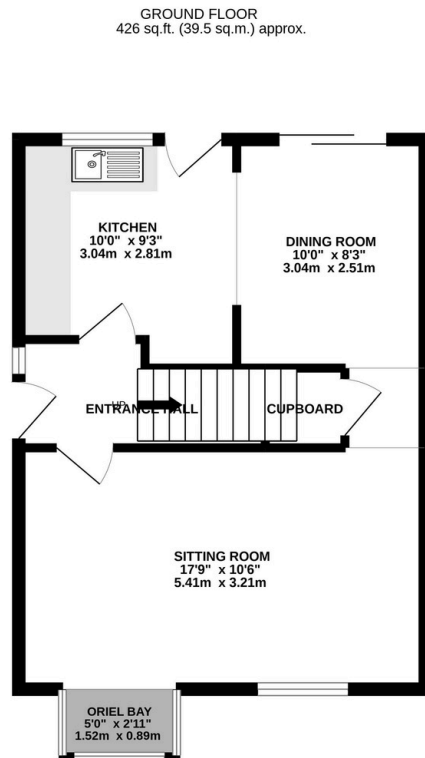 GROUND FLOOR
426 sq.ft. (39.5 sq.m.) approx.
KITCHEN
10'0" x 9'3"
3.04m x 2.81m
DINING ROOM
10'0" x 8'3"
3.04m x 2.51m
UP
ENTRANCE HALL
CUPBOARD
SITTING ROOM
17'9" x 10'6"
5.41m x 3.21m
ORIEL BAY
5'0" x 2'11"
1.52m x 0.89m